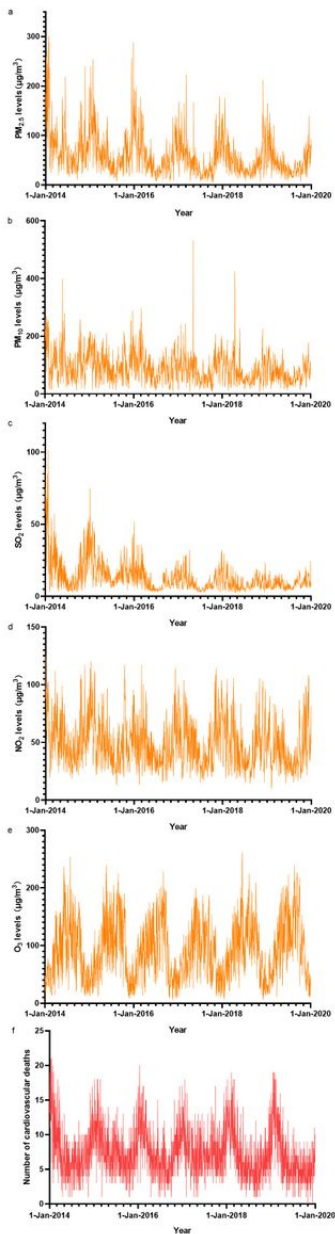 a
PM2.5 levels (μg/m³)
300
200
100
0
1-Jan-2014 1-Jan-2016 1-Jan-2018 1-Jan-2020
Year
b
PM10 levels (μg/m³)
600
400
200
0
1-Jan-2014 1-Jan-2016 1-Jan-2018 1-Jan-2020
Year
c
SO2 levels (μg/m³)
100
50
0
1-Jan-2014 1-Jan-2016 1-Jan-2018 1-Jan-2020
Year
d
NO2 levels (μg/m³)
150
100
50
0
1-Jan-2014 1-Jan-2016 1-Jan-2018 1-Jan-2020
Year
e
O3 levels (μg/m³)
300
200
100
0
1-Jan-2014 1-Jan-2016 1-Jan-2018 1-Jan-2020
Year
f
Number of cardiovascular deaths
25
20
15
10
5
0
1-Jan-2014 1-Jan-2016 1-Jan-2018 1-Jan-2020
Year